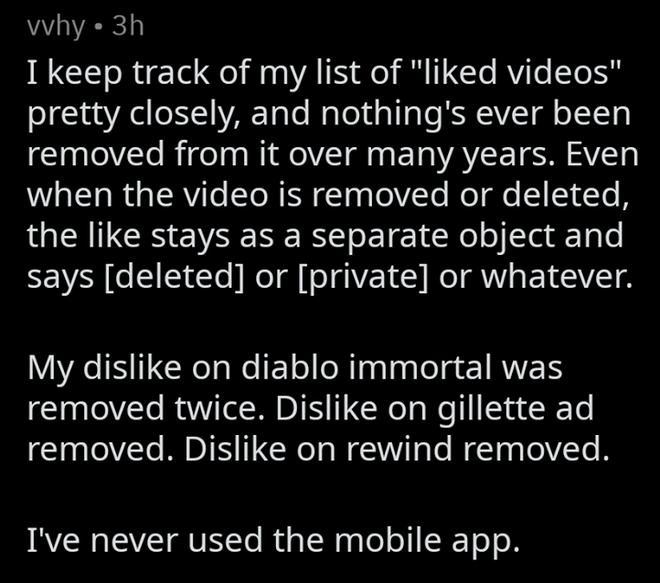 vvhy • 3h
I keep track of my list of "liked videos"
pretty closely, and nothing's ever been
removed from it over many years. Even
when the video is removed or deleted,
the like stays as a separate object and
says [deleted] or [private] or whatever.
My dislike on diablo immortal was
removed twice. Dislike on gillette ad
removed. Dislike on rewind removed.
I've never used the mobile app.